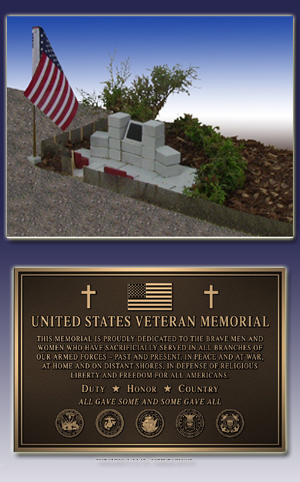 UNITED STATES VETERAN MEMORIAL
THIS MEMORIAL IS PROUDLY DEDICATED TO THE BRAVE MEN AND
WOMEN WHO HAVE SACRIFICIALLY SERVED IN ALL BRANCHES OF
OUR ARMED FORCES – PAST AND PRESENT, IN PEACE AND AT WAR,
AT HOME AND ON DISTANT SHORES, IN DEFENSE OF RELIGIOUS
LIBERTY AND FREEDOM FOR ALL AMERICANS.
DUTY ★ HONOR ★ COUNTRY
ALL GAVE SOME AND SOME GAVE ALL